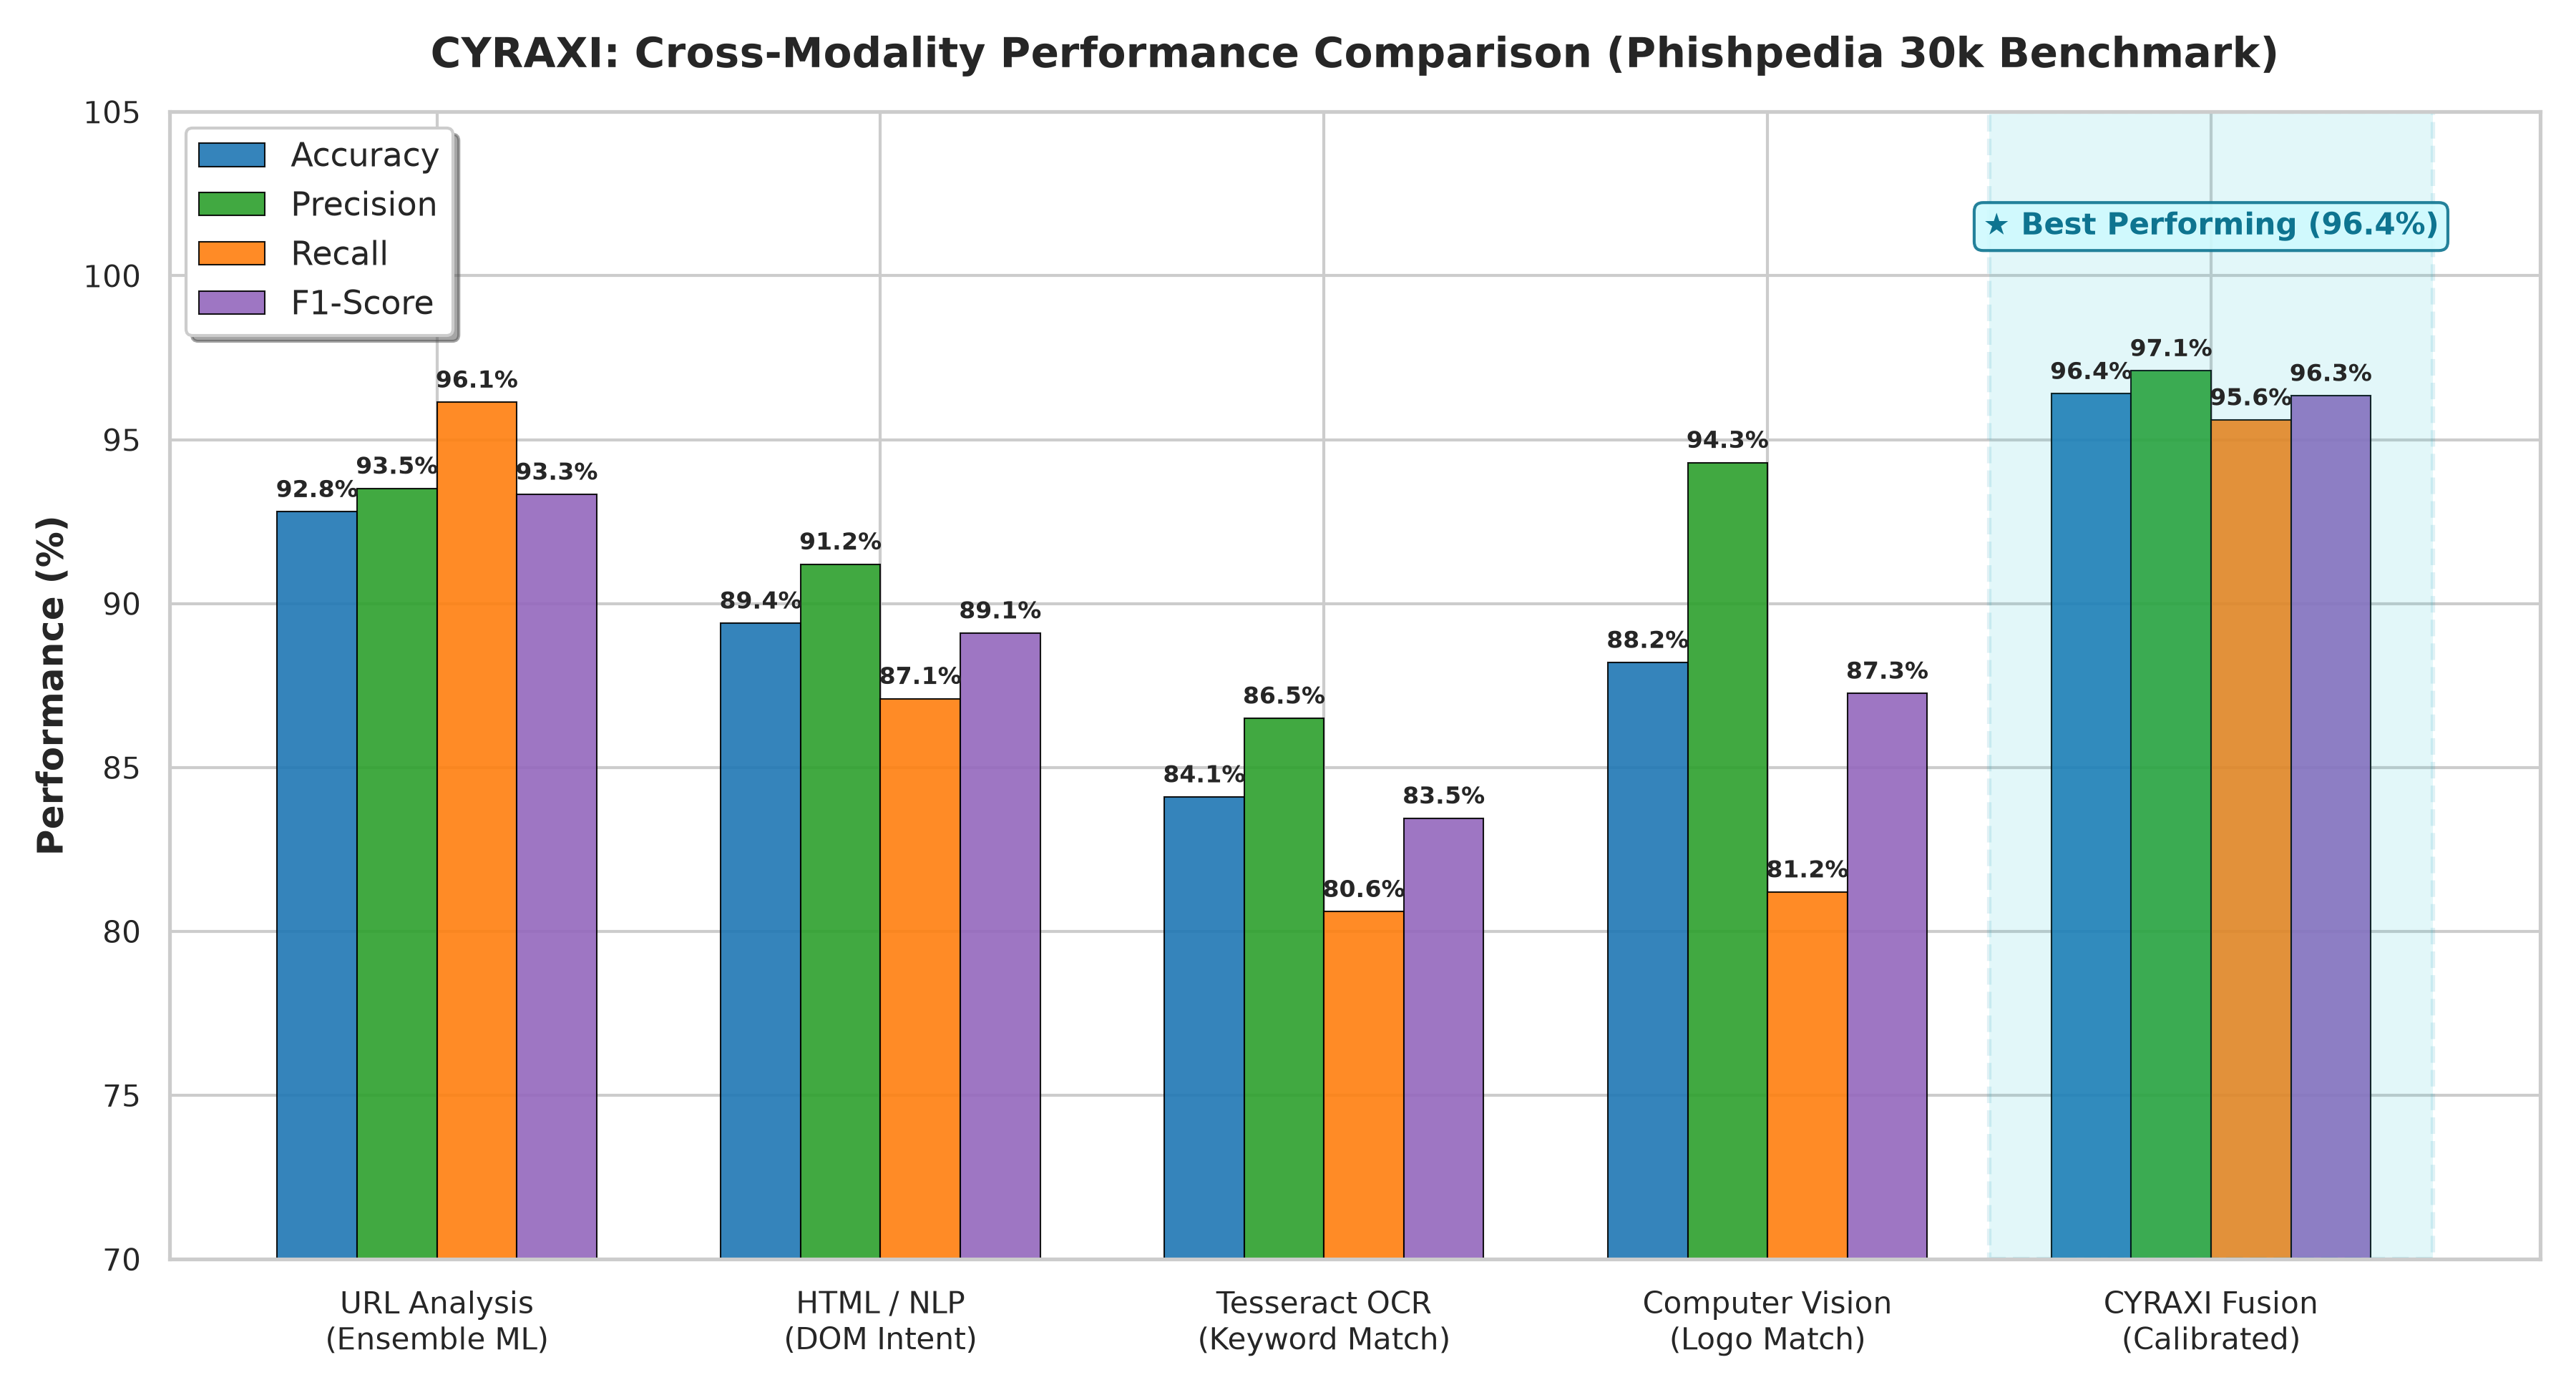 CYRAXI: Cross-Modality Performance Comparison (Phishpedia 30k Benchmark)
Performance (%)
105
100
95
90
85
80
75
70
Accuracy
Precision
Recall
F1-Score
★ Best Performing (96.4%)
92.8%
93.5%
96.1%
93.3%
89.4%
91.2%
87.1%
89.1%
84.1%
86.5%
80.6%
83.5%
88.2%
94.3%
81.2%
87.3%
96.4%
97.1%
95.6%
96.3%
URL Analysis
(Ensemble ML)
HTML / NLP
(DOM Intent)
Tesseract OCR
(Keyword Match)
Computer Vision
(Logo Match)
CYRAXI Fusion
(Calibrated)